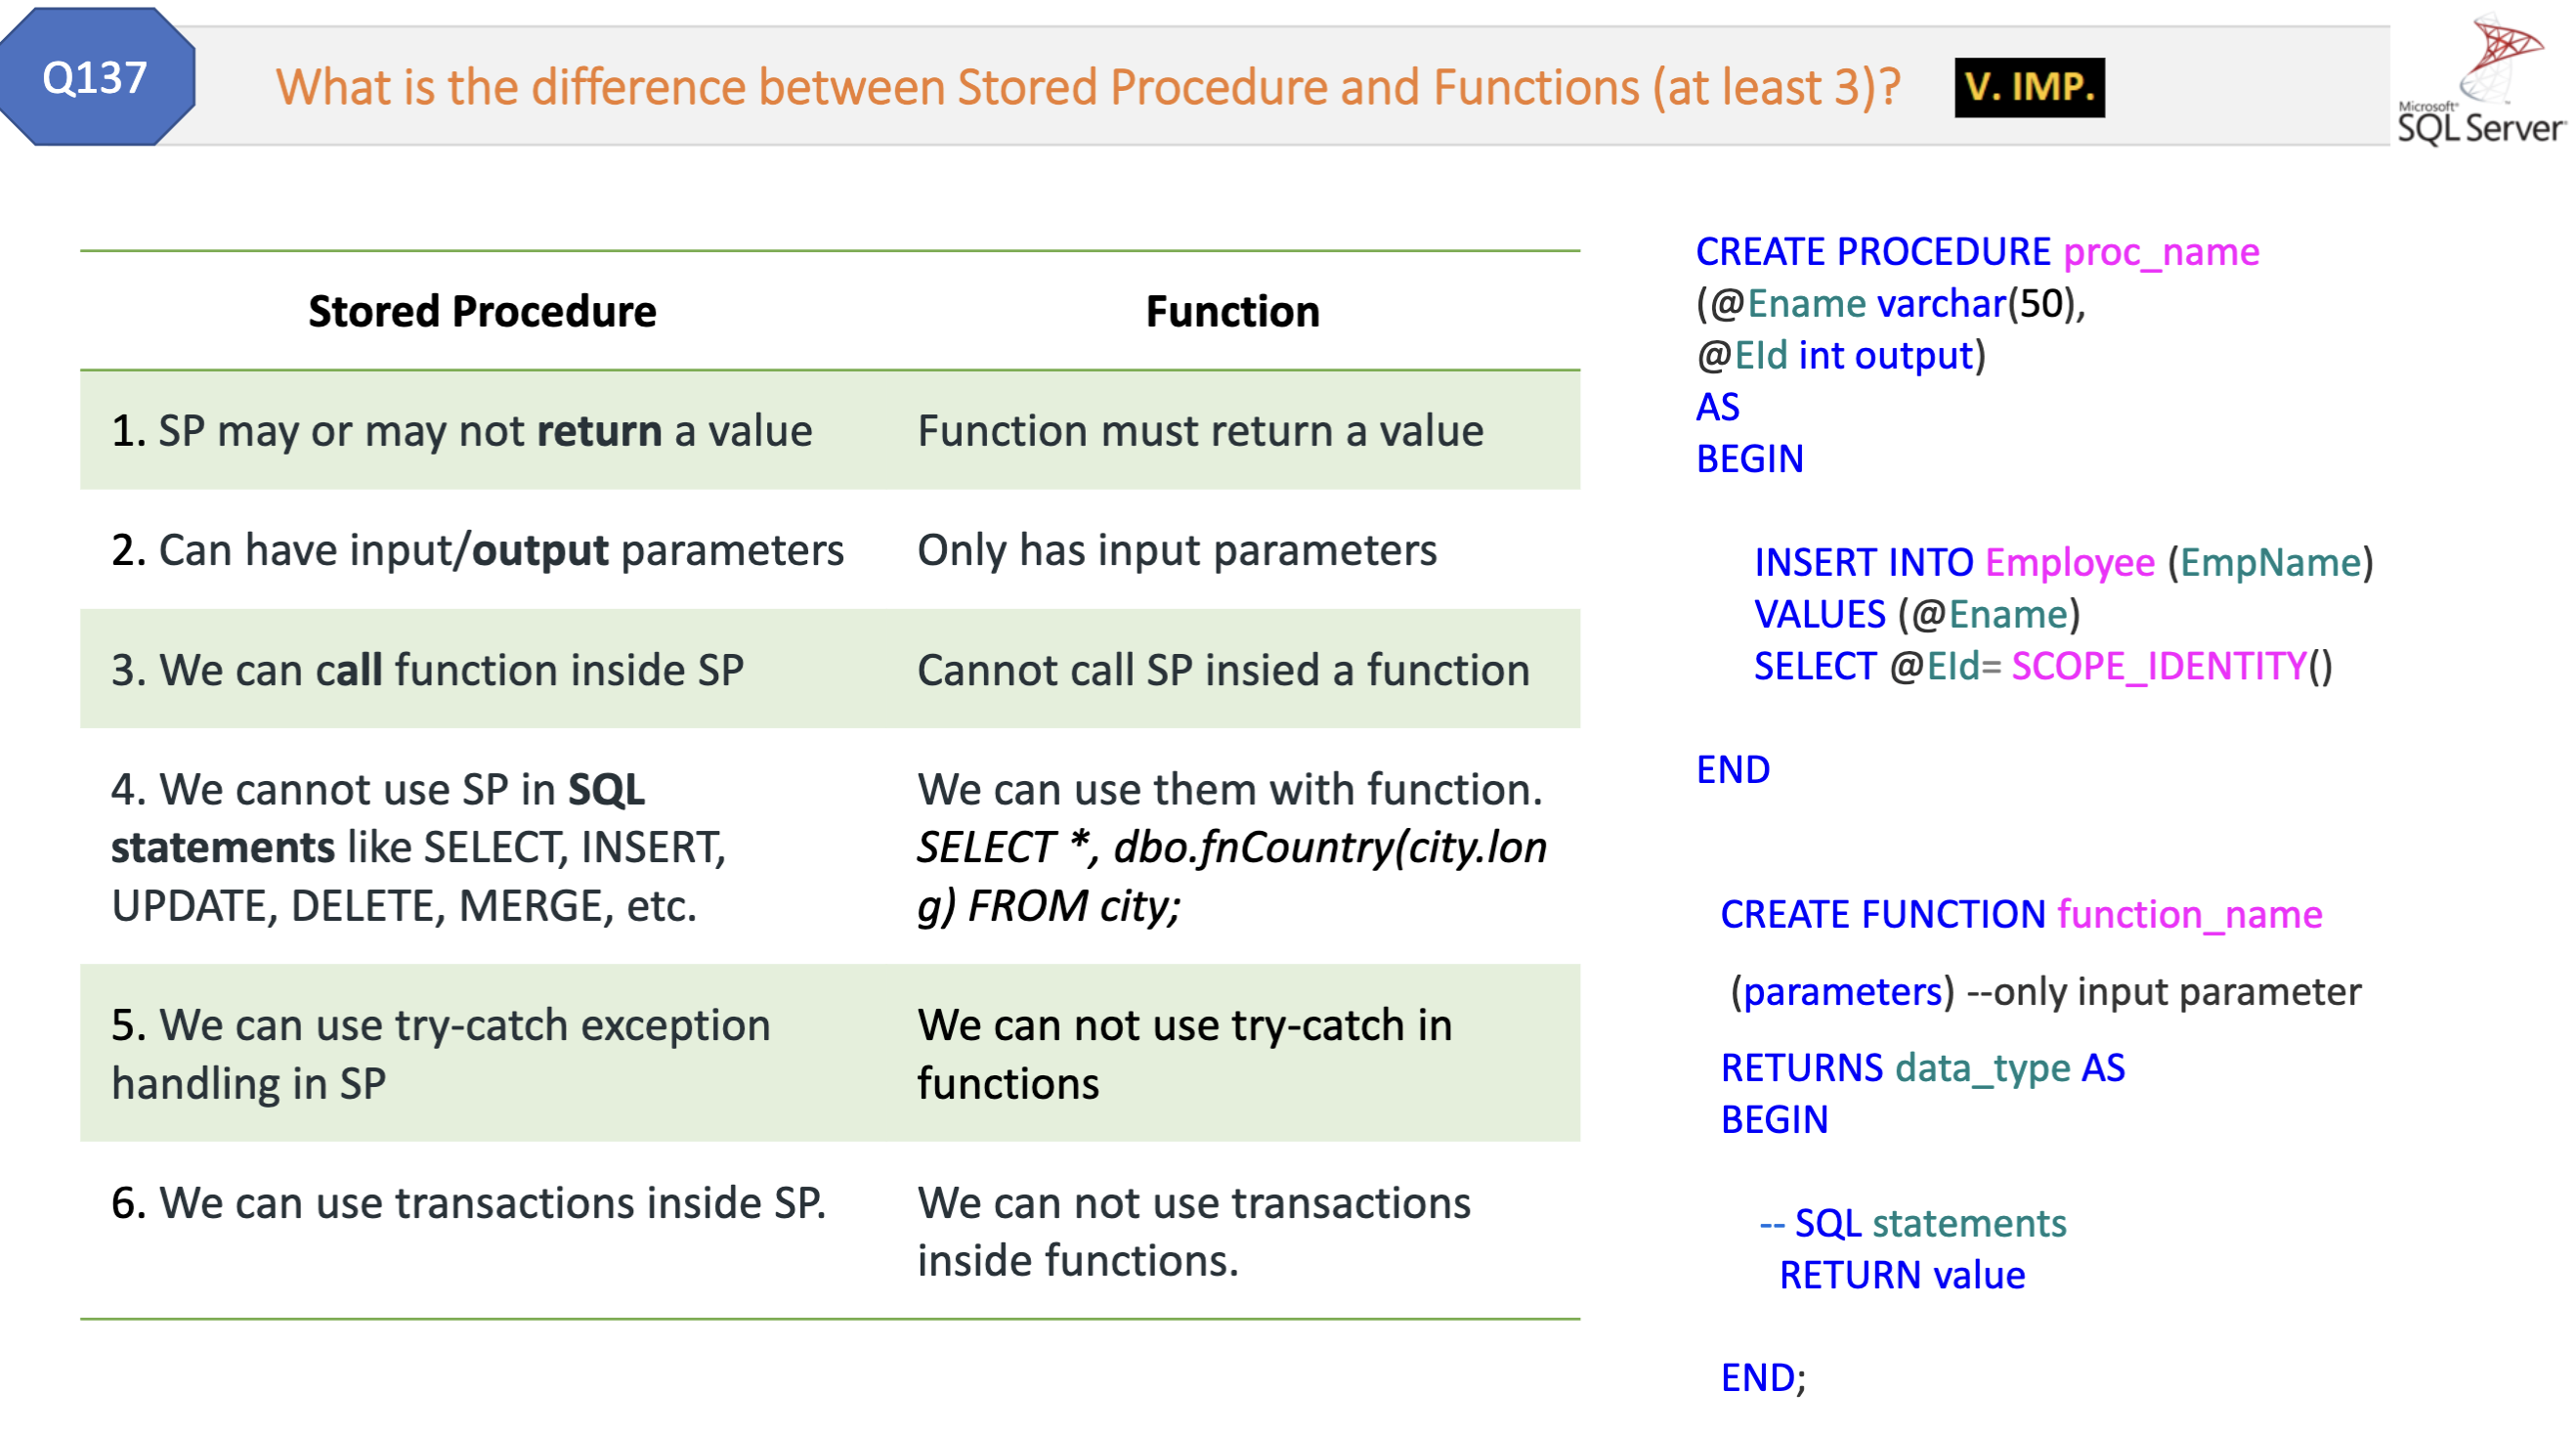 Q137
What is the difference between Stored Procedure and Functions (at least 3)?
V. IMP.
Microsoft®
SQL Server®
Stored Procedure
Function
1. SP may or may not return a value
Function must return a value
2. Can have input/output parameters
Only has input parameters
3. We can call function inside SP
Cannot call SP insied a function
4. We cannot use SP in SQL
statements like SELECT, INSERT,
UPDATE, DELETE, MERGE, etc.
We can use them with function.
SELECT *, dbo.fnCountry(city.lon
g) FROM city;
5. We can use try-catch exception
handling in SP
We can not use try-catch in
functions
6. We can use transactions inside SP.
We can not use transactions
inside functions.
CREATE PROCEDURE proc_name
(@Ename varchar(50),
@EId int output)
AS
BEGIN
INSERT INTO Employee (EmpName)
VALUES (@Ename)
SELECT @EId= SCOPE_IDENTITY()
END
CREATE FUNCTION function_name
(parameters) --only input parameter
RETURNS data_type AS
BEGIN
-- SQL statements
RETURN value
END;